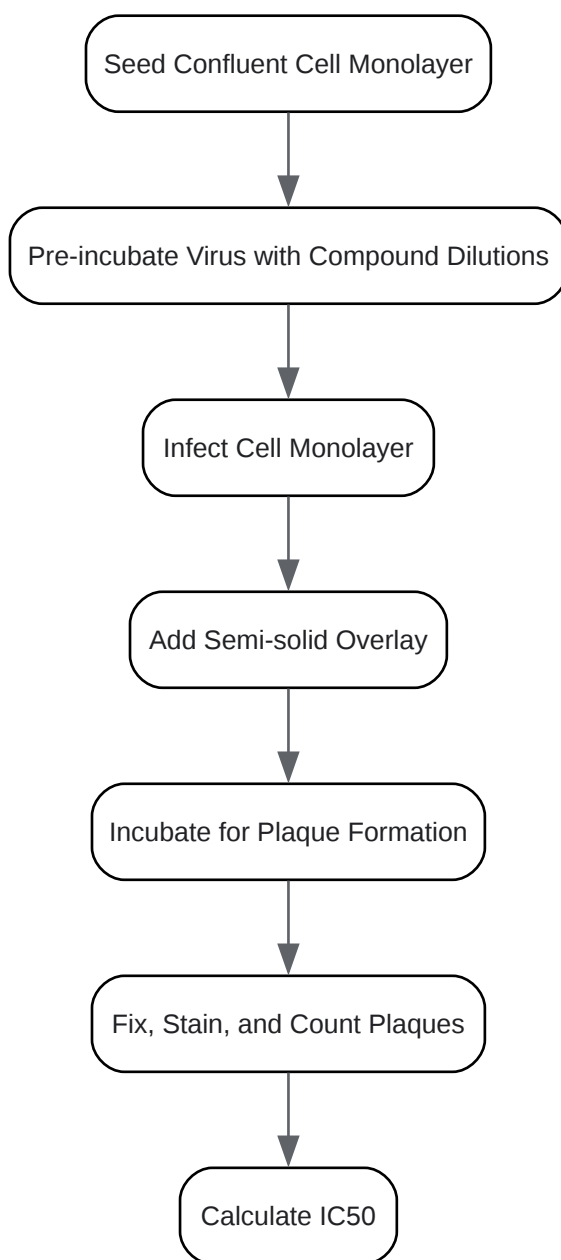 Seed Confluent Cell Monolayer
Pre-incubate Virus with Compound Dilutions
Infect Cell Monolayer
Add Semi-solid Overlay
Incubate for Plaque Formation
Fix, Stain, and Count Plaques
Calculate IC50